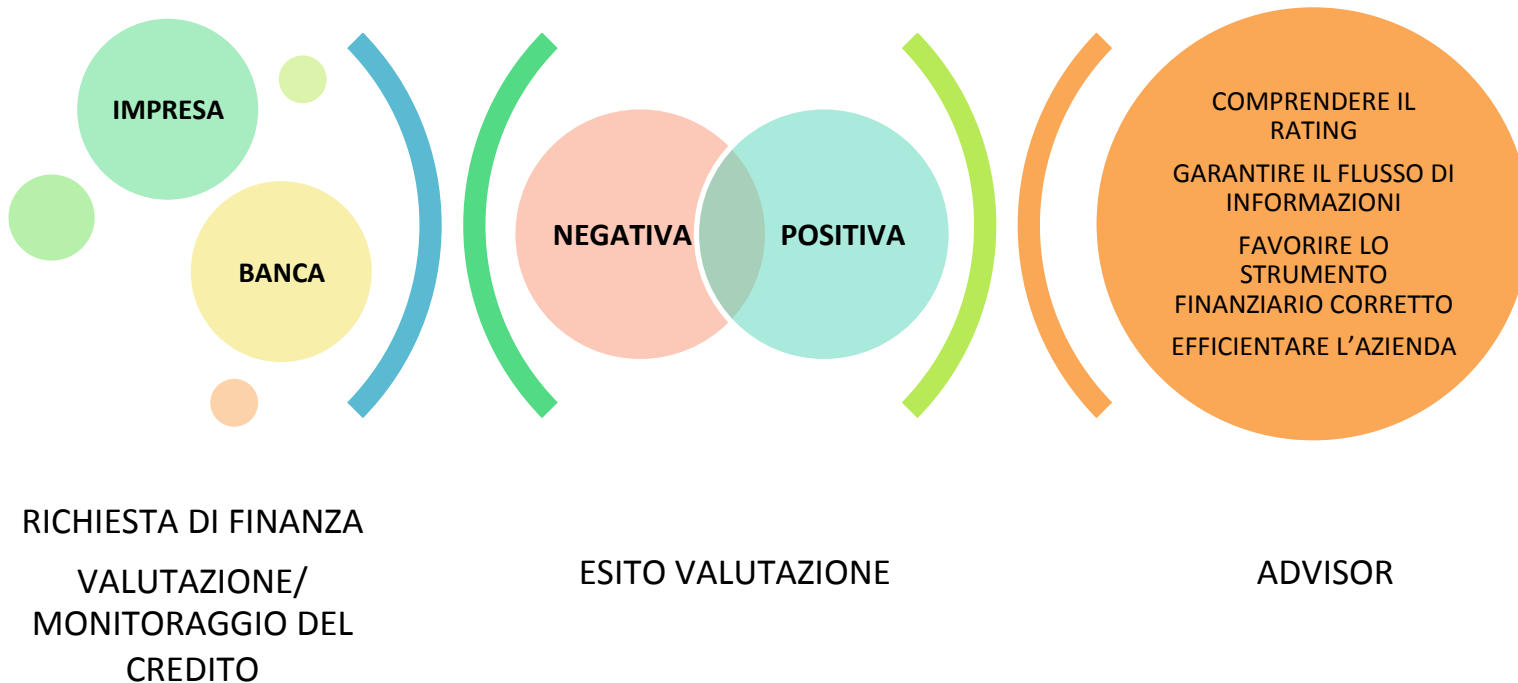 IMPRESA
BANCA
NEGATIVA
POSITIVA
COMPRENDERE IL
RATING
GARANTIRE IL FLUSSO DI
INFORMAZIONI
FAVORIRE LO
STRUMENTO
FINANZIARIO CORRETTO
EFFICIENTARE L’AZIENDA
RICHIESTA DI FINANZA
VALUTAZIONE/
MONITORAGGIO DEL
CREDITO
ESITO VALUTAZIONE
ADVISOR